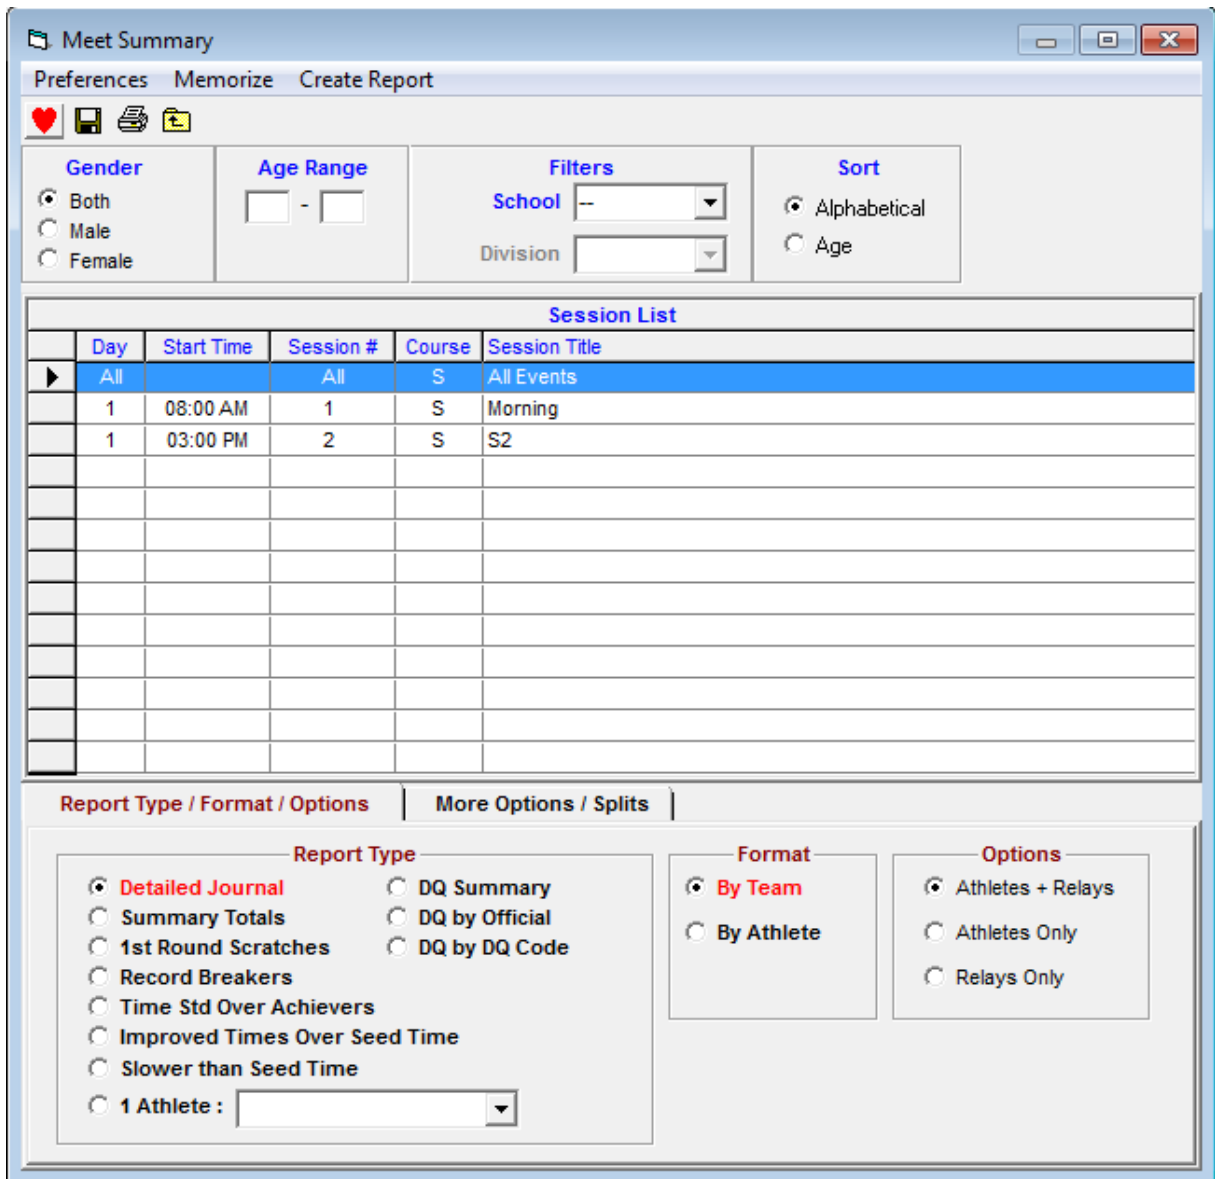 Meet Summary
Preferences Memorize Create Report
Gender
Both
Male
Female
Age Range
-
Filters
School --
Division
Sort
Alphabetical
Age
Session List
Day Start Time Session # Course Session Title
All All S All Events
1 08:00 AM 1 S Morning
1 03:00 PM 2 S S2
Report Type / Format / Options More Options / Splits
Report Type
Detailed Journal
Summary Totals
1st Round Scratches
Record Breakers
Time Std Over Achievers
Improved Times Over Seed Time
Slower than Seed Time
1 Athlete :
DQ Summary
DQ by Official
DQ by DQ Code
Format
By Team
By Athlete
Options
Athletes + Relays
Athletes Only
Relays Only